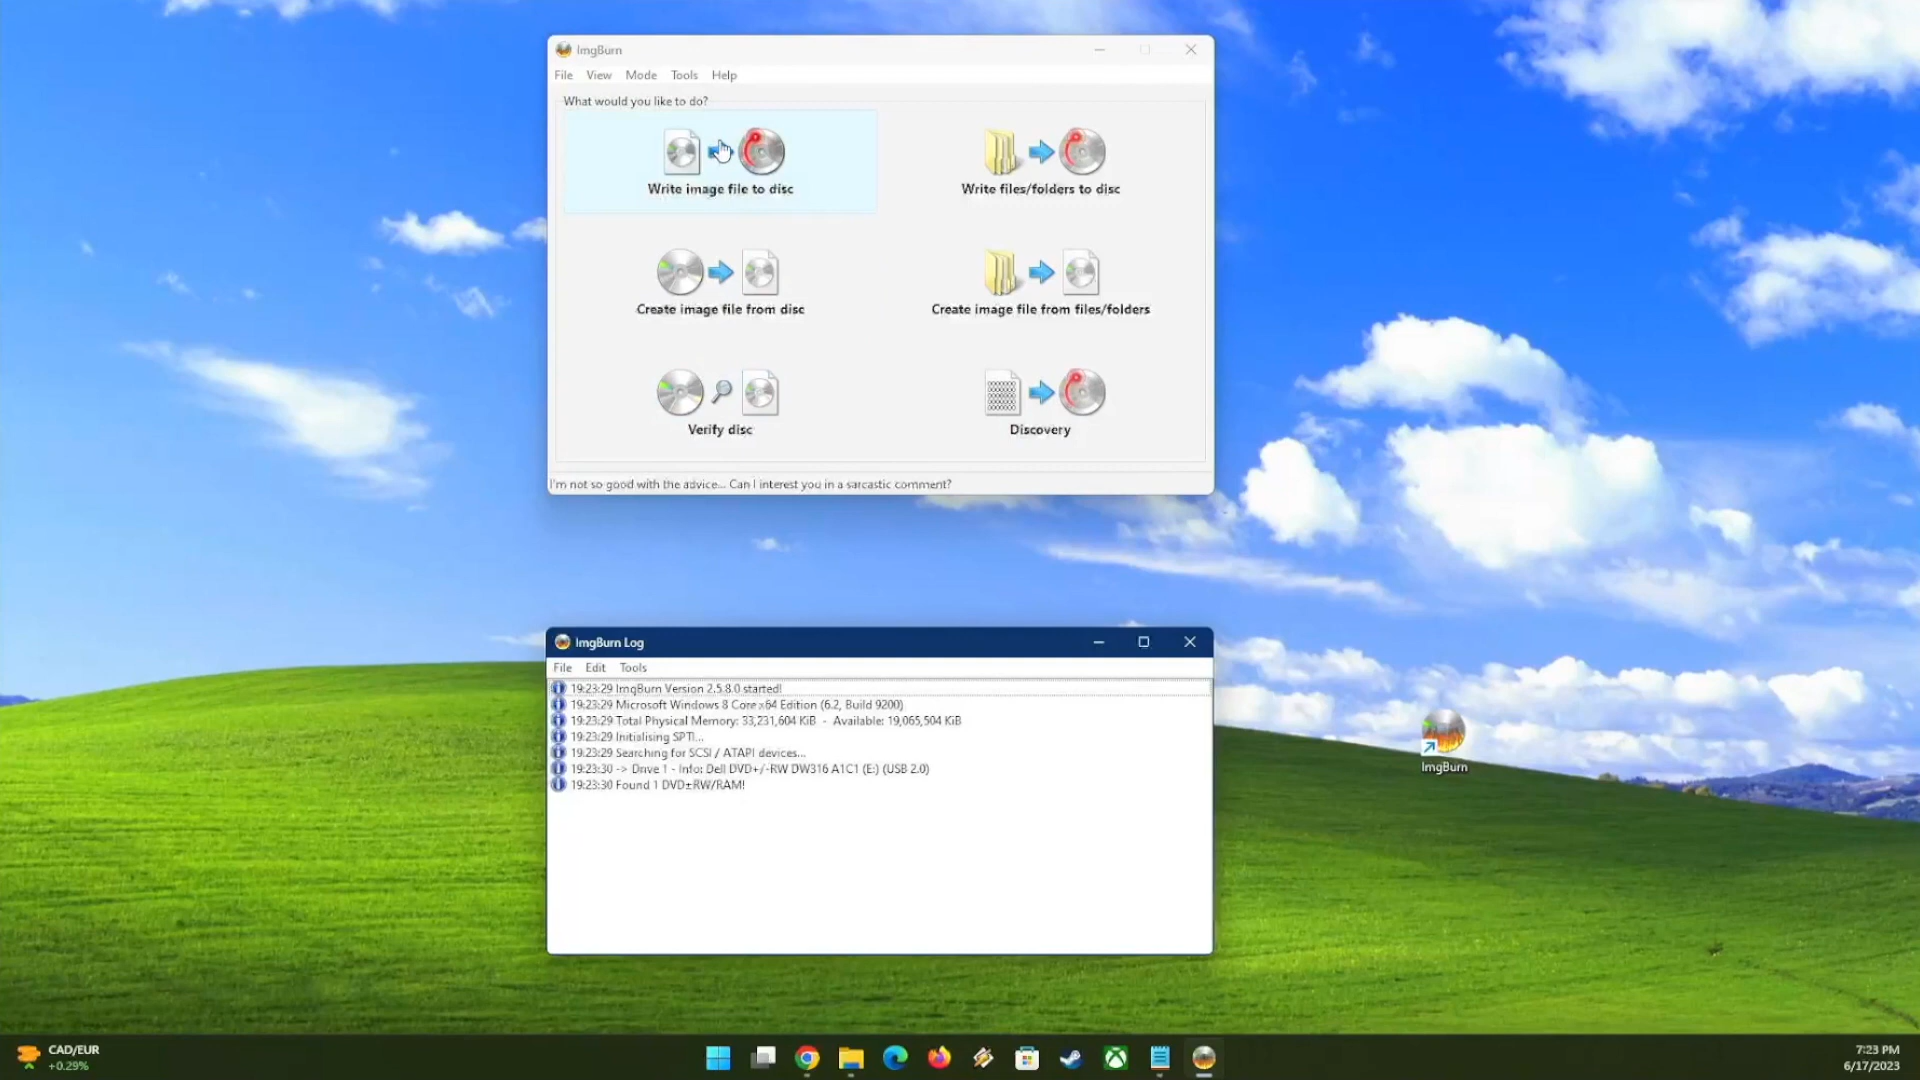 ImgBurn
File View Mode Tools Help
What would you like to do?
Write image file to disc
Write files/folders to disc
Create image file from disc
Create image file from files/folders
Verify disc
Discovery
I'm not so good with the advice... Can I interest you in a sarcastic comment?
ImgBurn Log
File Edit Tools
19:23:29 ImgBurn Version 2.5.8.0 started!
19:23:29 Microsoft Windows 8 Core x64 Edition (6.2, Build 9200)
19:23:29 Total Physical Memory: 33,231,604 KiB - Available: 19,065,504 KiB
19:23:29 Initialising SPTI...
19:23:29 Searching for SCSI / ATAPI devices...
19:23:30 -> Drive 1 - Info: Dell DVD+/-RW DW316 A1C1 (E:) (USB 2.0)
19:23:30 Found 1 DVD±RW/RAM!
ImgBurn
CAD/EUR
+0.29%
7:23 PM
6/17/2023